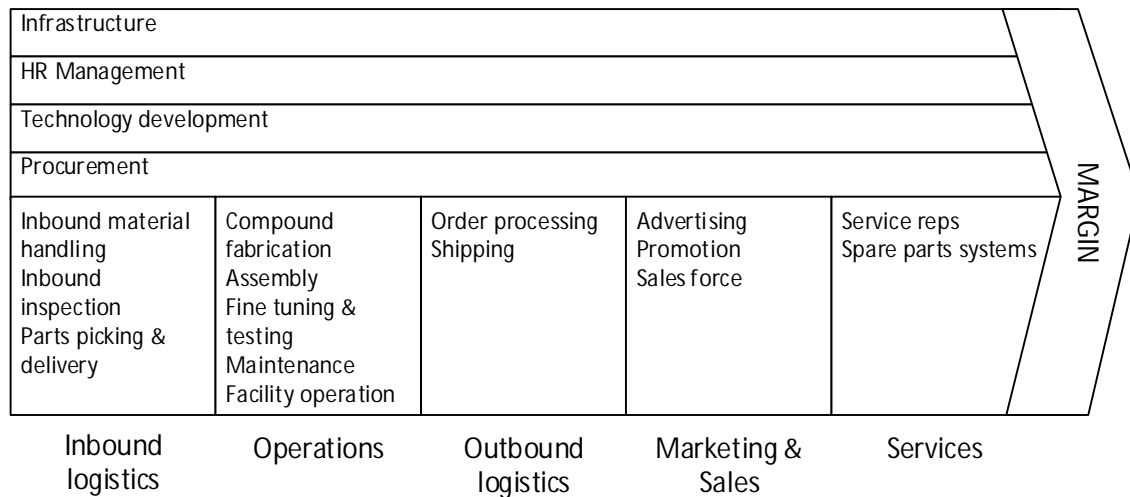 Infrastructure
HR Management
Technology development
Procurement
MARGIN
Inbound material
handling
Inbound
inspection
Parts picking &
delivery
Compound
fabrication
Assembly
Fine tuning &
testing
Maintenance
Facility operation
Order processing
Shipping
Advertising
Promotion
Sales force
Service reps
Spare parts systems
Inbound
logistics
Operations
Outbound
logistics
Marketing &
Sales
Services